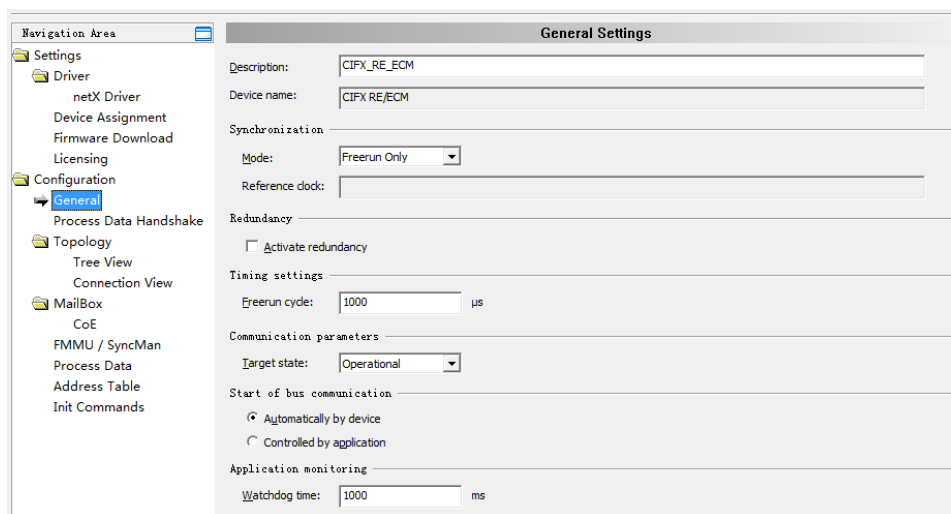 Navigation Area
Settings
Driver
netX Driver
Device Assignment
Firmware Download
Licensing
Configuration
General
Process Data Handshake
Topology
Tree View
Connection View
MailBox
CoE
FMMU / SyncMan
Process Data
Address Table
Init Commands
General Settings
Description: CIFX_RE_ECM
Device name: CIFX RE/ECM
Synchronization
Mode: Freerun Only
Reference clock:
Redundancy
Activate redundancy
Timing settings
Freerun cycle: 1000 µs
Communication parameters
Target state: Operational
Start of bus communication
Automatically by device
Controlled by application
Application monitoring
Watchdog time: 1000 ms